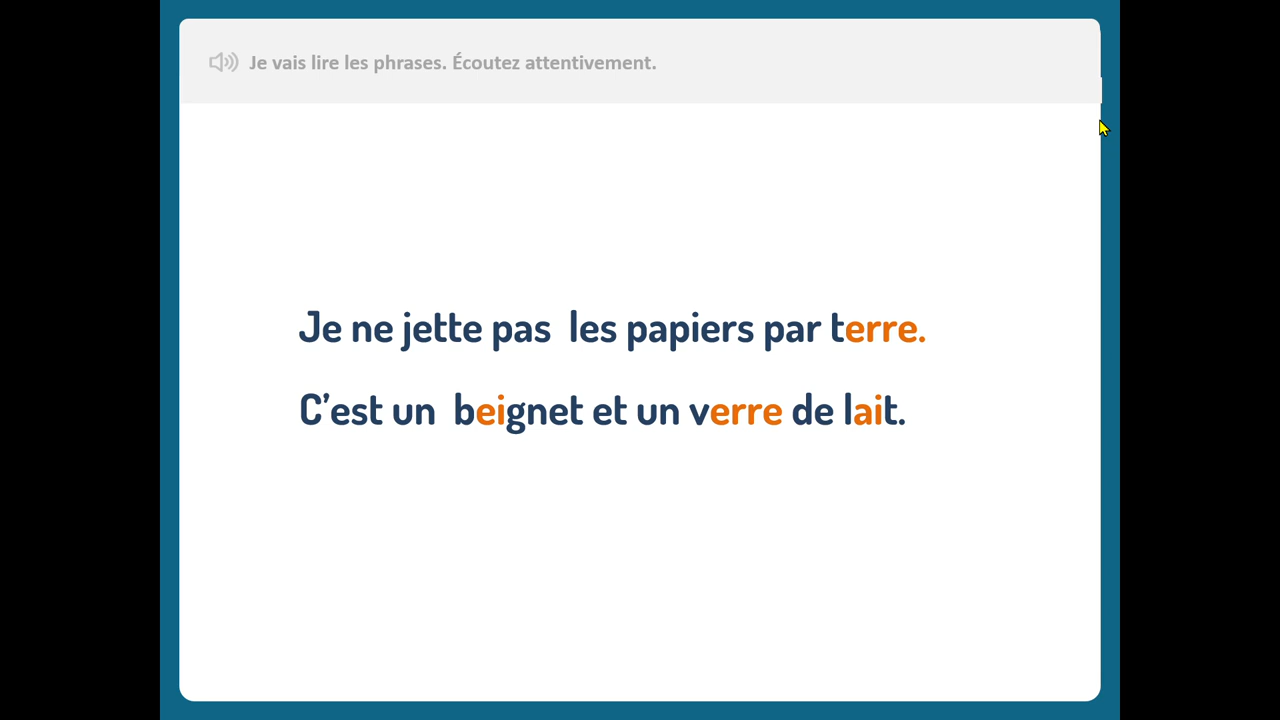 Je vais lire les phrases. Écoutez attentivement.
Je ne jette pas les papiers par terre.
C’est un beignet et un verre de lait.